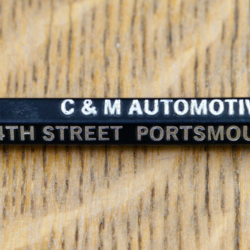 C & M AUTOMOTIV
4TH STREET PORTSMOU